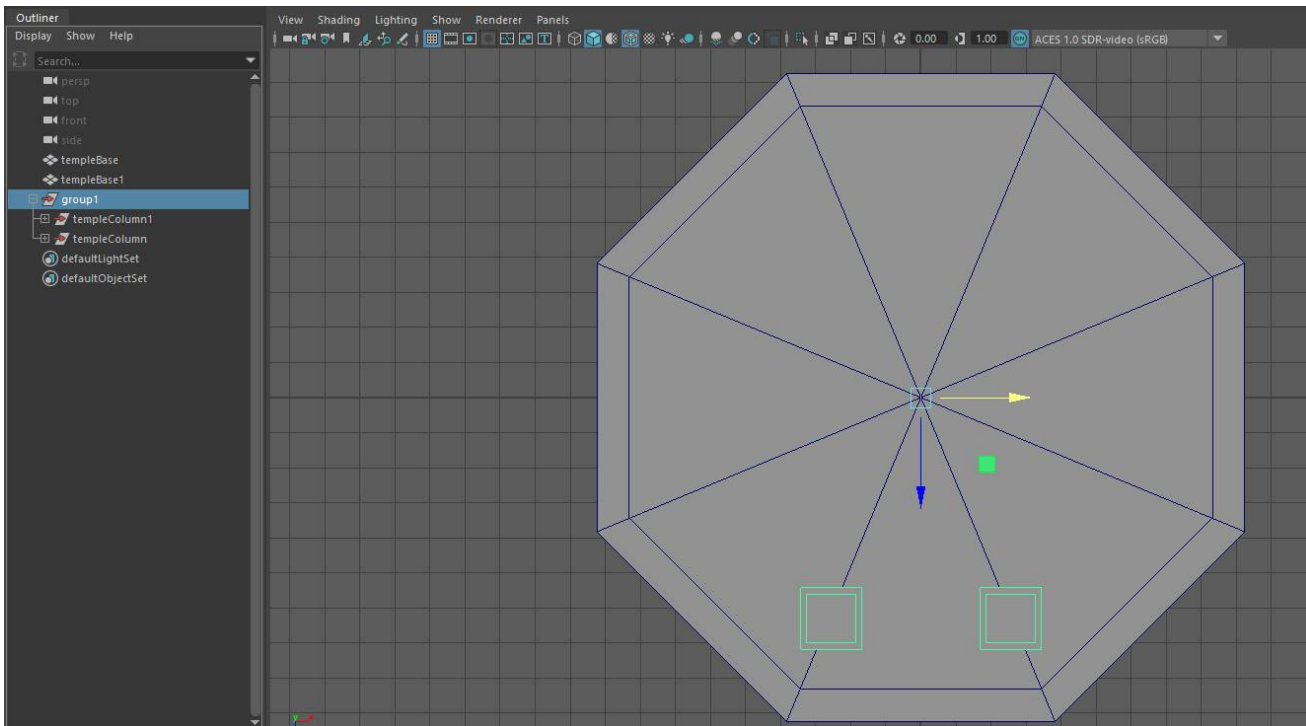 Outliner
Display Show Help
Search...
persp
top
front
side
templeBase
templeBase1
group1
templeColumn1
templeColumn
defaultLightSet
defaultObjectSet
View Shading Lighting Show Renderer Panels
0.00 1.00 ACES 1.0 SDR-video (sRGB)
y x